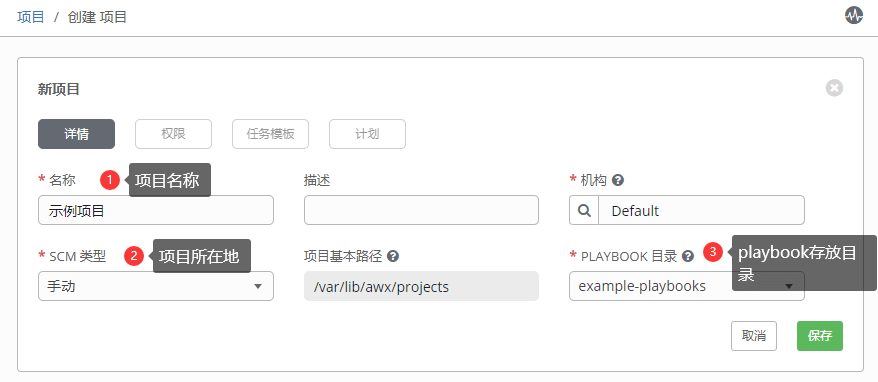 项目 / 创建 项目
新项目
详情 权限 任务模板 计划
* 名称 1 项目名称 描述 * 机构 ?
示例项目 Default
* SCM 类型 2 项目所在地 项目基本路径 ? * PLAYBOOK 目录 ? 3 playbook存放目
录
手动 /var/lib/awx/projects example-playbooks
取消 保存